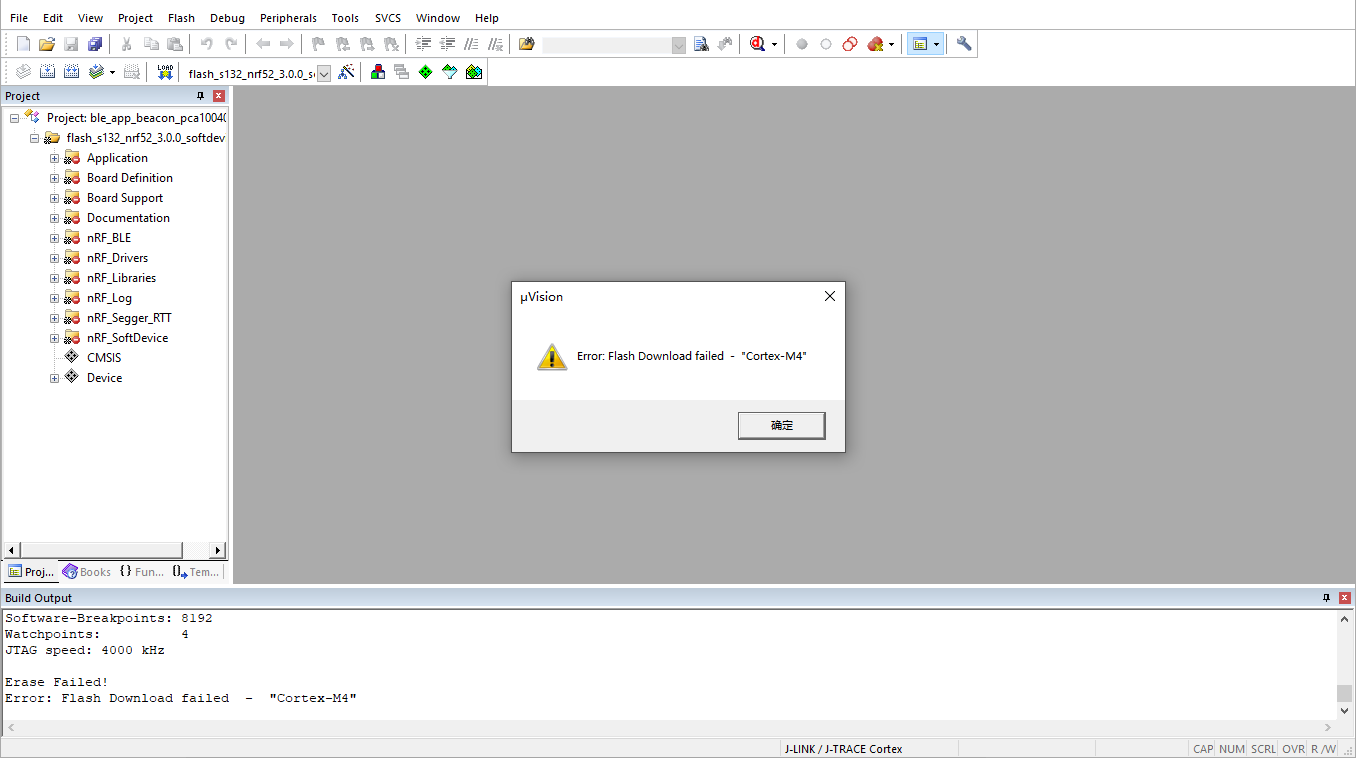 File Edit View Project Flash Debug Peripherals Tools SVCS Window Help
LOAD flash_s132_nrf52_3.0.0_s
Project
Project: ble_app_beacon_pca10040
flash_s132_nrf52_3.0.0_softdev
Application
Board Definition
Board Support
Documentation
nRF_BLE
nRF_Drivers
nRF_Libraries
nRF_Log
nRF_Segger_RTT
nRF_SoftDevice
CMSIS
Device
µVision
Error: Flash Download failed - "Cortex-M4"
确定
Proj... Books {} Fun... Tem...
Build Output
Software-Breakpoints: 8192
Watchpoints: 4
JTAG speed: 4000 kHz
Erase Failed!
Error: Flash Download failed - "Cortex-M4"
J-LINK / J-TRACE Cortex CAP NUM SCRL OVR R/W